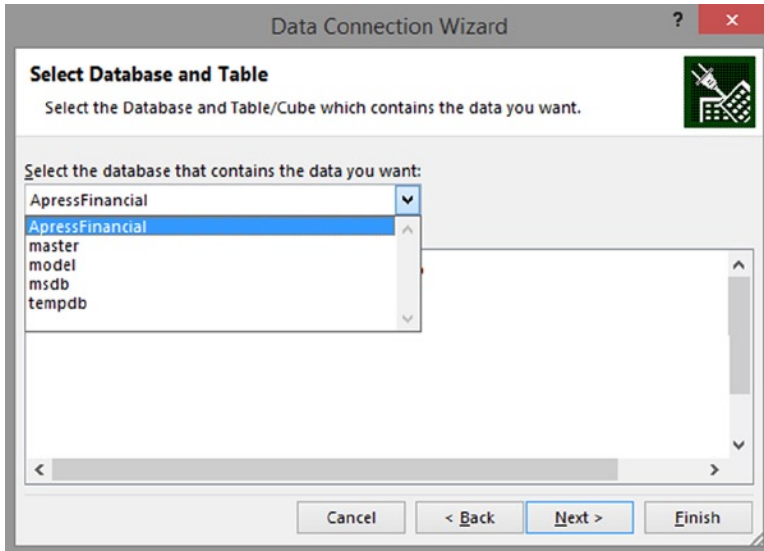 Data Connection Wizard
?
×
Select Database and Table
Select the Database and Table/Cube which contains the data you want.
Select the database that contains the data you want:
ApressFinancial
ApressFinancial
master
model
msdb
tempdb
Cancel
< Back
Next >
Finish